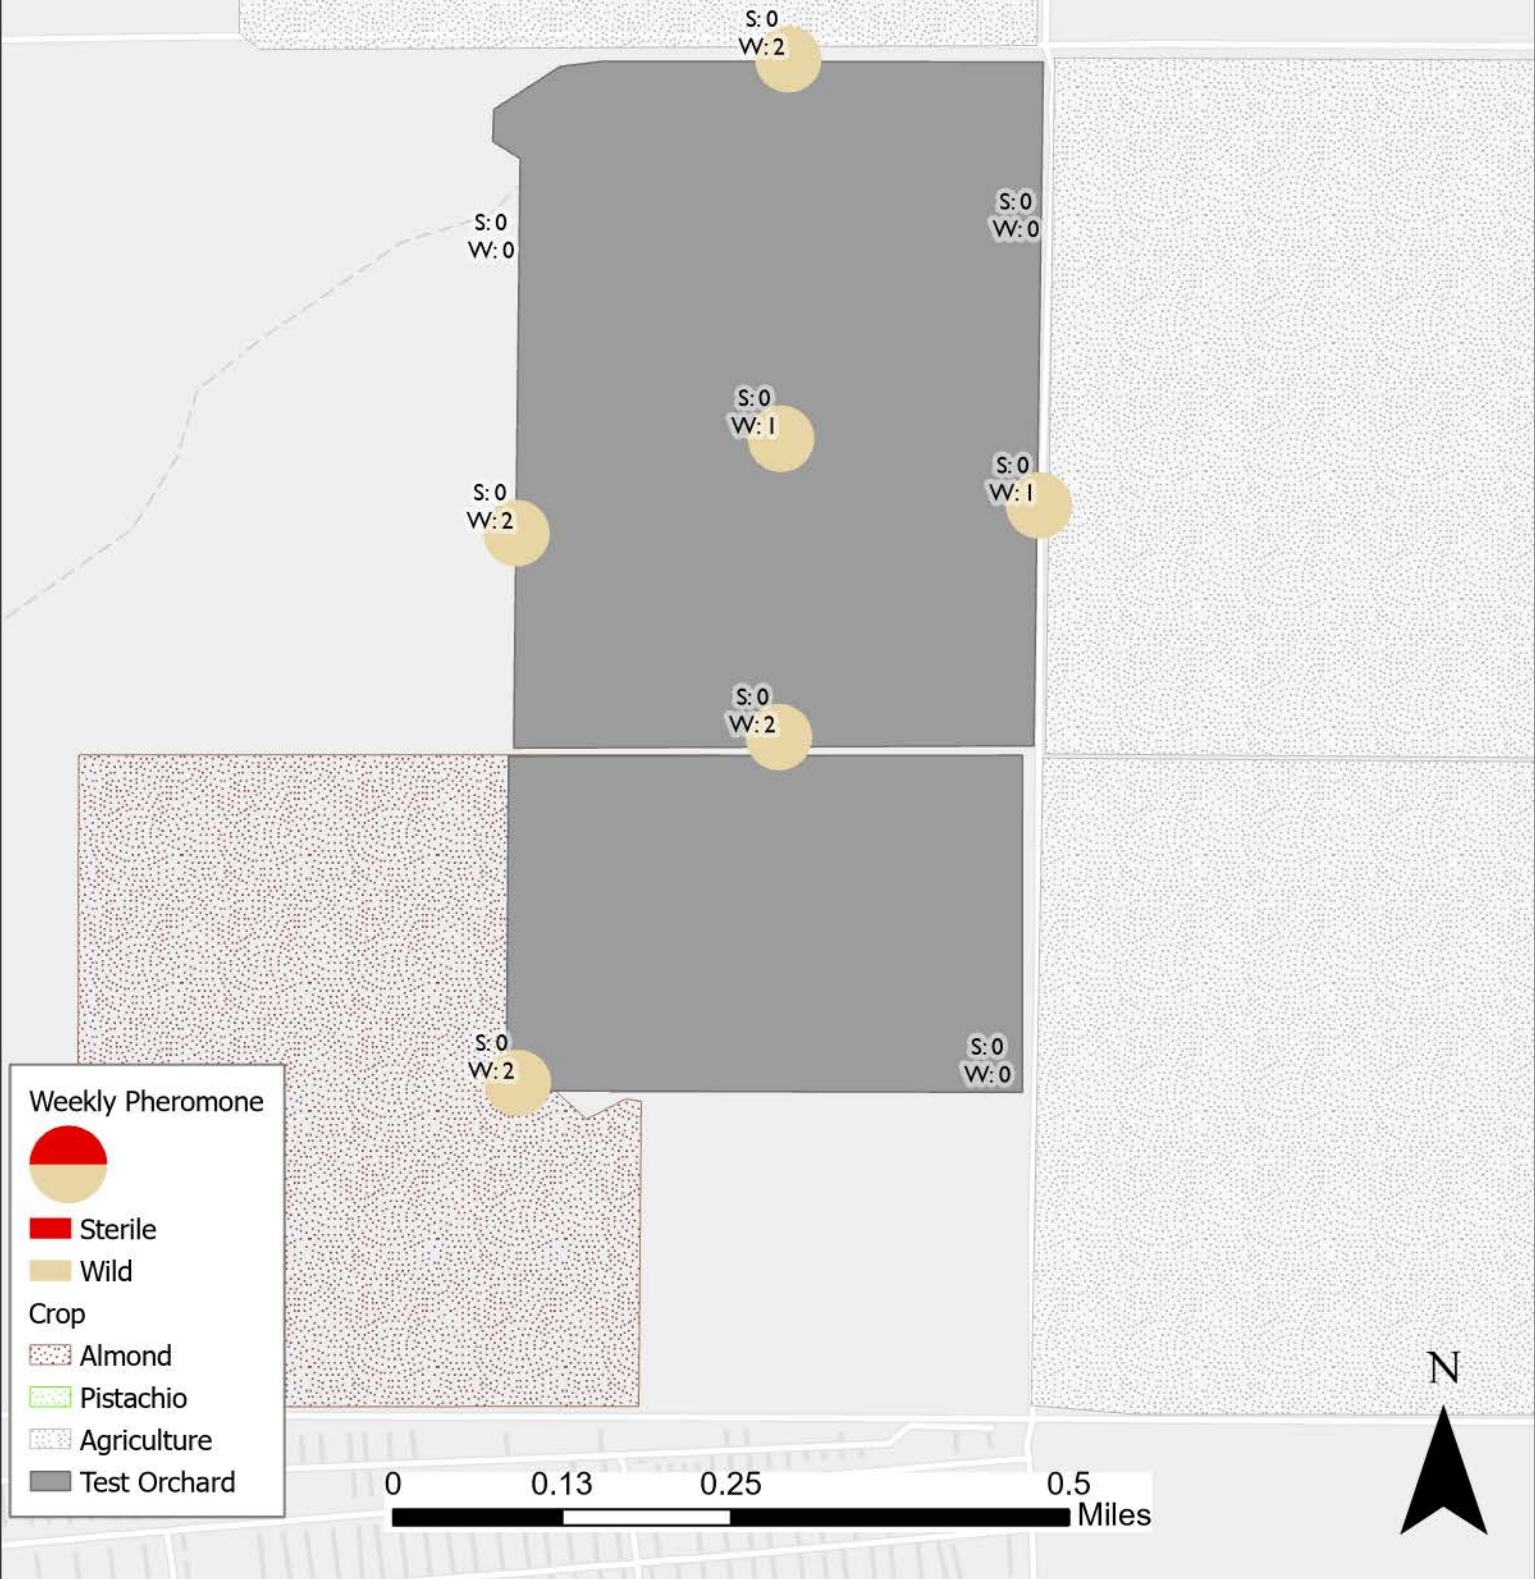 S: 0
W: 2
S: 0
W: 0
S: 0
W: 0
S: 0
W: 1
S: 0
W: 1
S: 0
W: 2
S: 0
W: 2
S: 0
W: 2
S: 0
W: 0
Weekly Pheromone
Sterile
Wild
Crop
Almond
Pistachio
Agriculture
Test Orchard
0 0.13 0.25 0.5
Miles
N